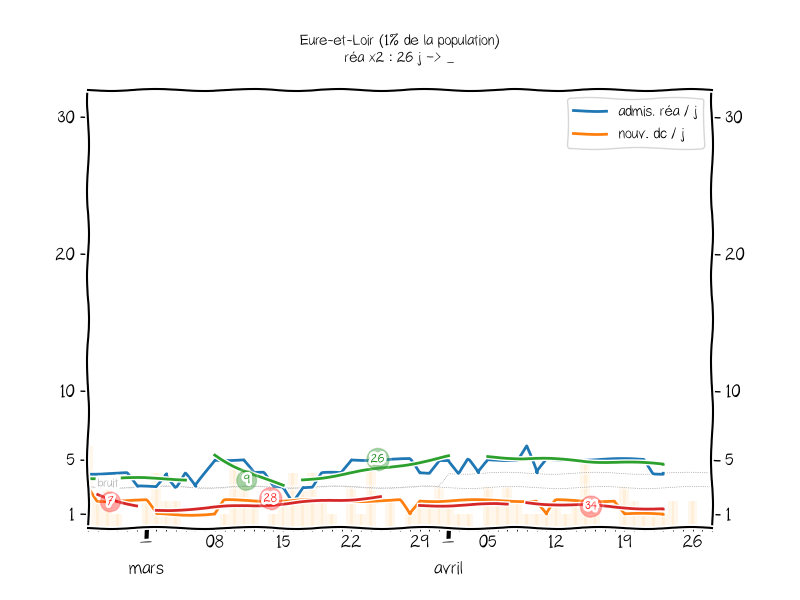 Eure-et-Loir (1% de la population)
réa x2 : 26 j -> _
admis. réa / j
nouv. dc / j
30 30
20 20
10 10
5 5
1 1
bruit
7 9 28 26 34
1 08 15 22 29 1 05 12 19 26
mars avril